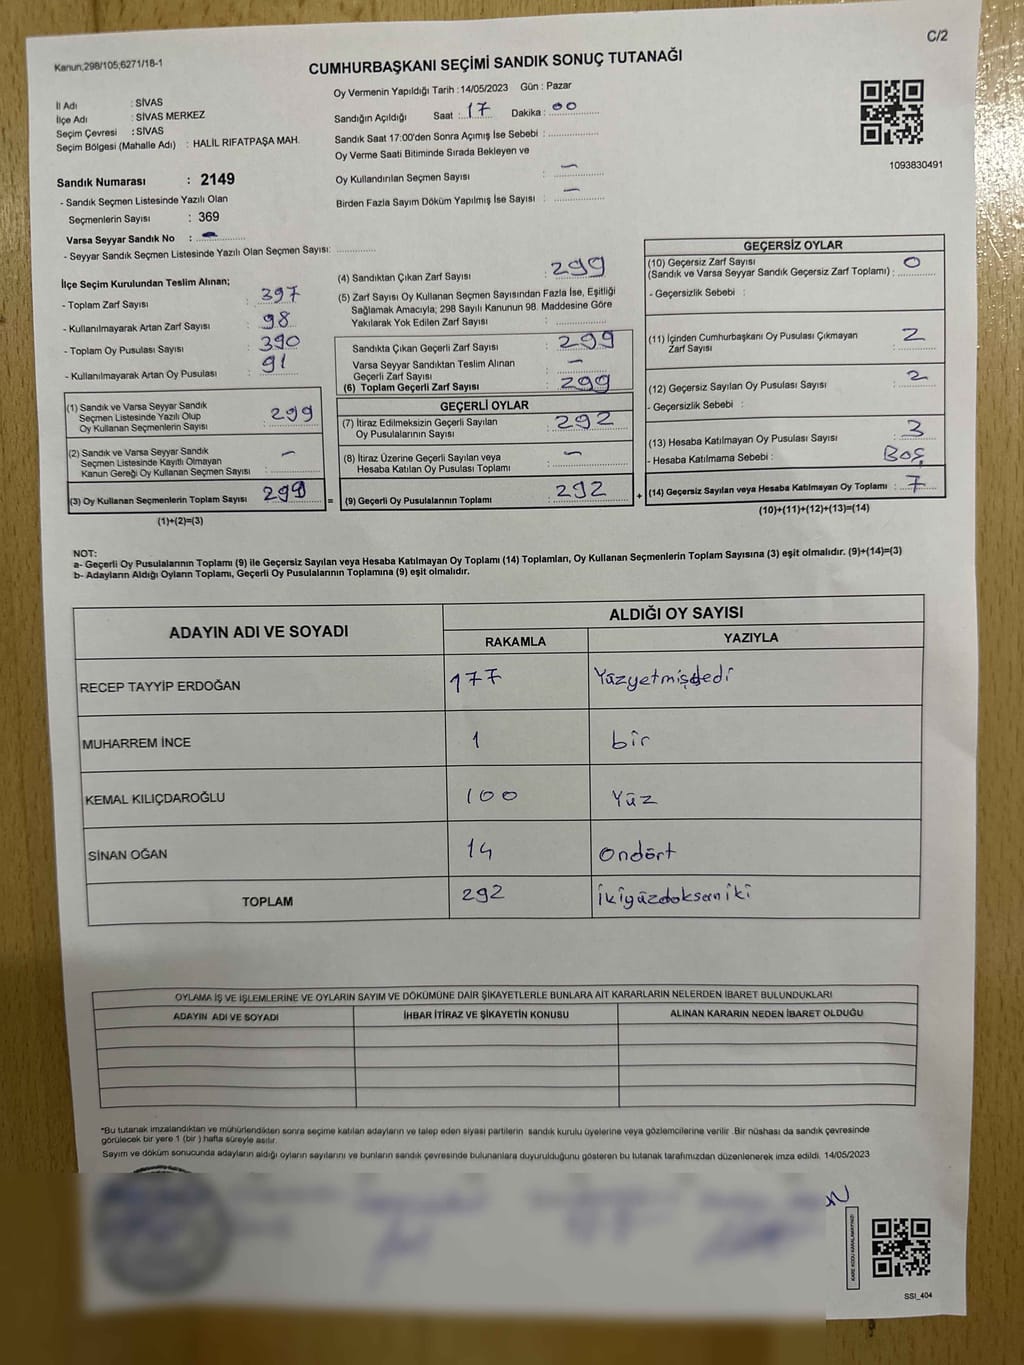 C/2
Kanun;298/105;6271/18-1
CUMHURBAŞKANI SEÇİMİ SANDIK SONUÇ TUTANAĞI
İl Adı : SİVAS
İlçe Adı : SİVAS MERKEZ
Seçim Çevresi : SİVAS
Seçim Bölgesi (Mahalle Adı) : HALİL RIFATPAŞA MAH.
Oy Vermenin Yapıldığı Tarih :14/05/2023 Gün : Pazar
Sandığın Açıldığı Saat : 17 Dakika : 00
Sandık Saat 17:00'den Sonra Açımış İse Sebebi :
Oy Verme Saati Bitiminde Sırada Bekleyen ve
Oy Kullandırılan Seçmen Sayısı : —
Birden Fazla Sayım Döküm Yapılmış İse Sayısı : —
1093830491
Sandık Numarası : 2149
- Sandık Seçmen Listesinde Yazılı Olan
Seçmenlerin Sayısı : 369
Varsa Seyyar Sandık No : —
- Seyyar Sandık Seçmen Listesinde Yazılı Olan Seçmen Sayısı:
İlçe Seçim Kurulundan Teslim Alınan;
- Toplam Zarf Sayısı : 397
- Kullanılmayarak Artan Zarf Sayısı : 98
- Toplam Oy Pusulası Sayısı : 390
- Kullanılmayarak Artan Oy Pusulası : 91
(1) Sandık ve Varsa Seyyar Sandık
Seçmen Listesinde Yazılı Olup
Oy Kullanan Seçmenlerin Sayısı : 299
(2) Sandık ve Varsa Seyyar Sandık
Seçmen Listesinde Kayıtlı Olmayan
Kanun Gereği Oy Kullanan Seçmen Sayısı : —
(3) Oy Kullanan Seçmenlerin Toplam Sayısı : 299
(1)+(2)=(3)
(4) Sandıktan Çıkan Zarf Sayısı : 299
(5) Zarf Sayısı Oy Kullanan Seçmen Sayısından Fazla İse, Eşitliği
Sağlamak Amacıyla; 298 Sayılı Kanunun 98. Maddesine Göre
Yakılarak Yok Edilen Zarf Sayısı :
Sandıkta Çıkan Geçerli Zarf Sayısı : 299
Varsa Seyyar Sandıktan Teslim Alınan
Geçerli Zarf Sayısı : —
(6) Toplam Geçerli Zarf Sayısı : 299
GEÇERLİ OYLAR
(7) İtiraz Edilmeksizin Geçerli Sayılan
Oy Pusulalarının Sayısı : 292
(8) İtiraz Üzerine Geçerli Sayılan veya
Hesaba Katılan Oy Pusulası Toplamı : —
= (9) Geçerli Oy Pusulalarının Toplamı : 292
GEÇERSİZ OYLAR
(10) Geçersiz Zarf Sayısı
(Sandık ve Varsa Seyyar Sandık Geçersiz Zarf Toplamı) : 0
- Geçersizlik Sebebi :
(11) İçinden Cumhurbaşkanı Oy Pusulası Çıkmayan
Zarf Sayısı : 2
(12) Geçersiz Sayılan Oy Pusulası Sayısı : 2
- Geçersizlik Sebebi :
(13) Hesaba Katılmayan Oy Pusulası Sayısı : 3
- Hesaba Katılmama Sebebi : Boş
+ (14) Geçersiz Sayılan veya Hesaba Katılmayan Oy Toplamı : 7
(10)+(11)+(12)+(13)=(14)
NOT:
a- Geçerli Oy Pusulalarının Toplamı (9) ile Geçersiz Sayılan veya Hesaba Katılmayan Oy Toplamı (14) Toplamları, Oy Kullanan Seçmenlerin Toplam Sayısına (3) eşit olmalıdır. (9)+(14)=(3)
b- Adayların Aldığı Oyların Toplamı, Geçerli Oy Pusulalarının Toplamına (9) eşit olmalıdır.
ADAYIN ADI VE SOYADI
ALDIĞI OY SAYISI
RAKAMLA YAZIYLA
RECEP TAYYİP ERDOĞAN 177 Yüzyetmişdedi
MUHARREM İNCE 1 bir
KEMAL KILIÇDAROĞLU 100 Yüz
SİNAN OĞAN 14 Ondört
TOPLAM 292 ikiyüzdoksaniki
OYLAMA İŞ VE İŞLEMLERİNE VE OYLARIN SAYIM VE DÖKÜMÜNE DAİR ŞİKAYETLERLE BUNLARA AİT KARARLARIN NELERDEN İBARET BULUNDUKLARI
ADAYIN ADI VE SOYADI İHBAR İTİRAZ VE ŞİKAYETİN KONUSU ALINAN KARARIN NEDEN İBARET OLDUĞU
*Bu tutanak imzalandıktan ve mühürlendikten sonra seçime katılan adayların ve talep eden siyasi partilerin sandık kurulu üyelerine veya gözlemcilerine verilir .Bir nüshası da sandık çevresinde
görülecek bir yere 1 (bir ) hafta süreyle asılır.
Sayım ve döküm sonucunda adayların aldığı oyların sayılarını ve bunların sandık çevresinde bulunanlara duyurulduğunu gösteren bu tutanak tarafımızdan düzenlenerek imza edildi. 14/05/2023
KARE KODU KARALAMAYINIZ!
SSI_404